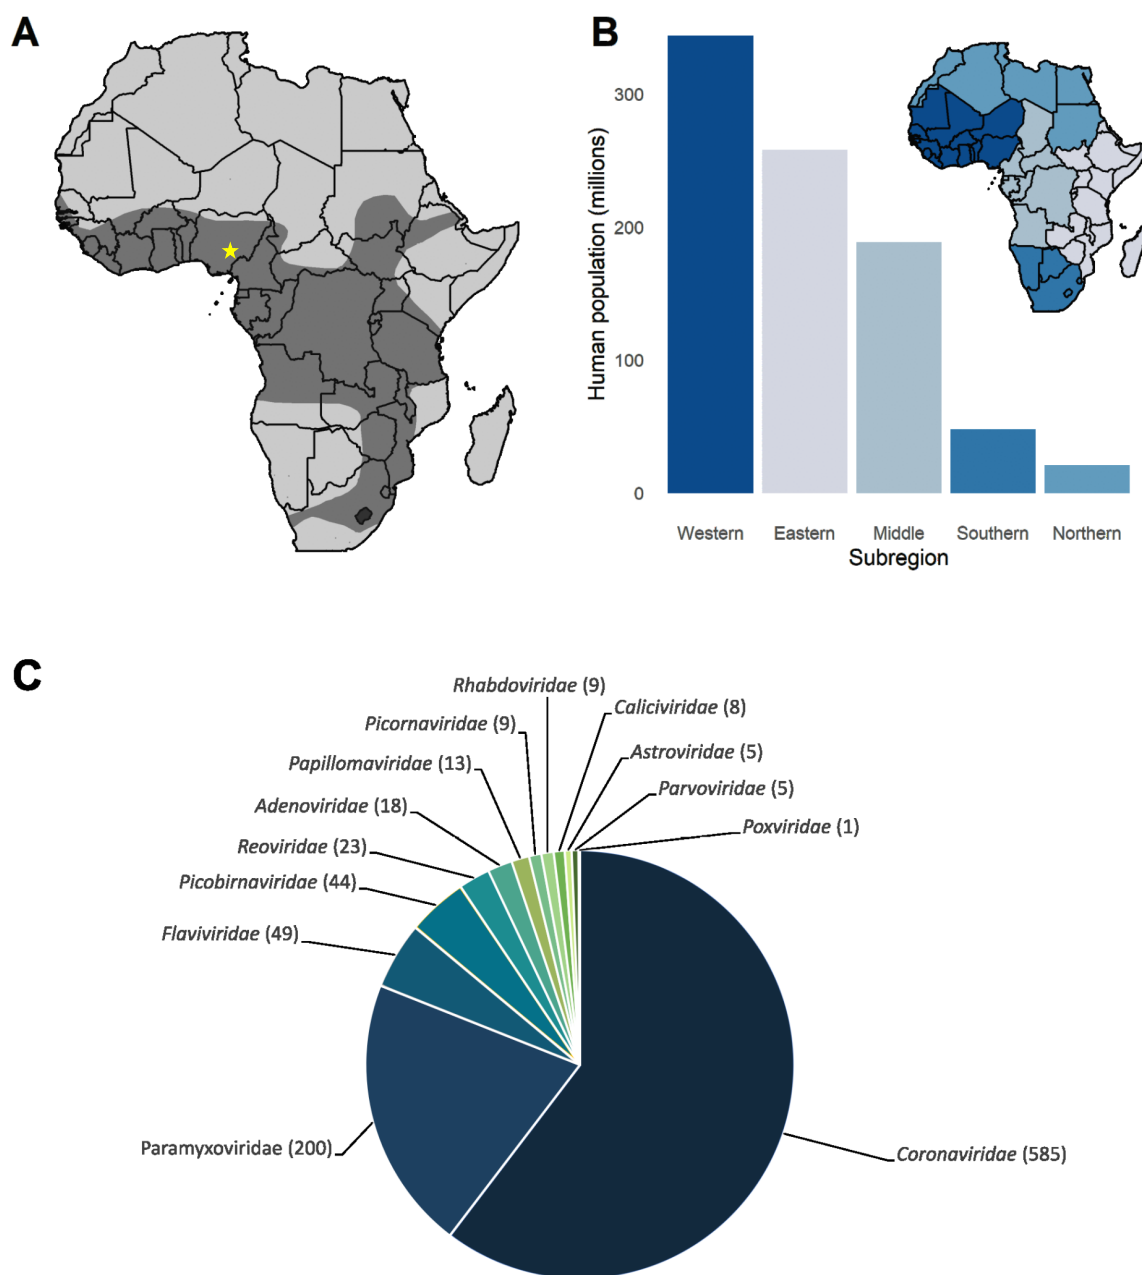 A
B
Human population (millions)
300
200
100
0
Western Eastern Middle Southern Northern
Subregion
C
Rhabdoviridae (9)
Caliciviridae (8)
Picornaviridae (9)
Astroviridae (5)
Papillomaviridae (13)
Parvoviridae (5)
Adenoviridae (18)
Poxviridae (1)
Reoviridae (23)
Picobirnaviridae (44)
Flaviviridae (49)
Paramyxoviridae (200)
Coronaviridae (585)